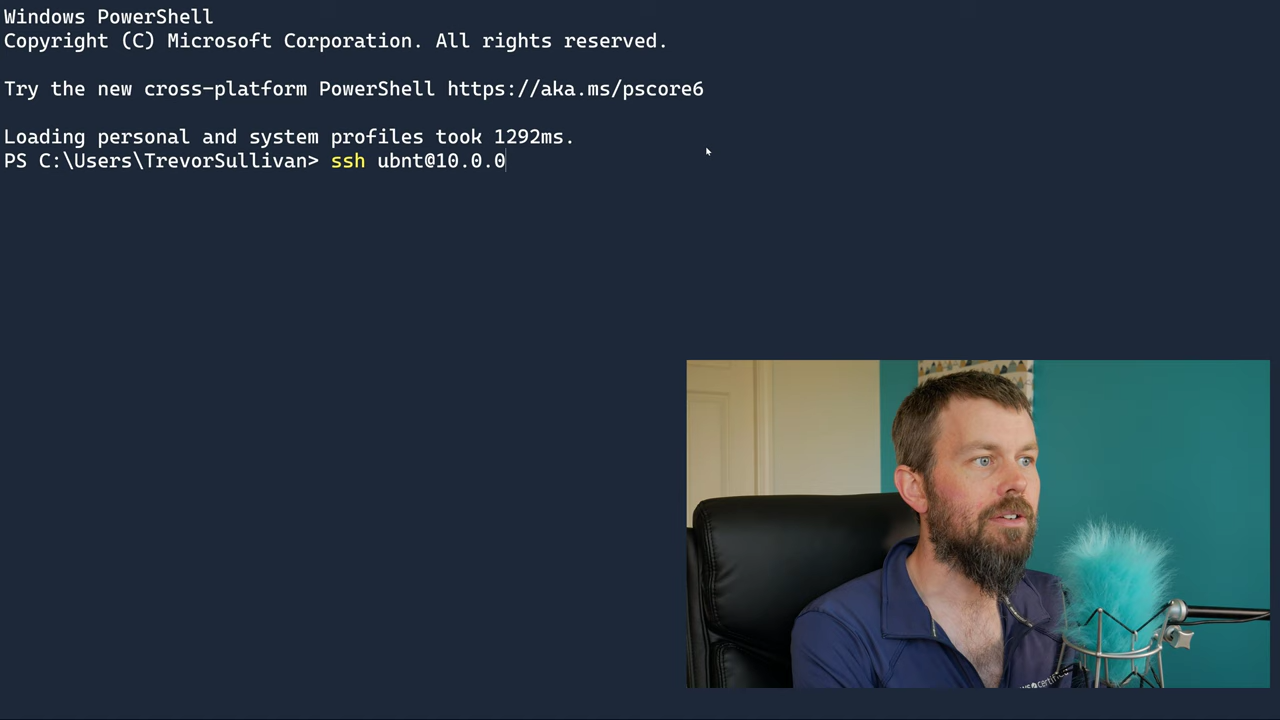 Windows PowerShell
Copyright (C) Microsoft Corporation. All rights reserved.
Try the new cross-platform PowerShell https://aka.ms/pscore6
Loading personal and system profiles took 1292ms.
PS C:\Users\TrevorSullivan> ssh ubnt@10.0.0